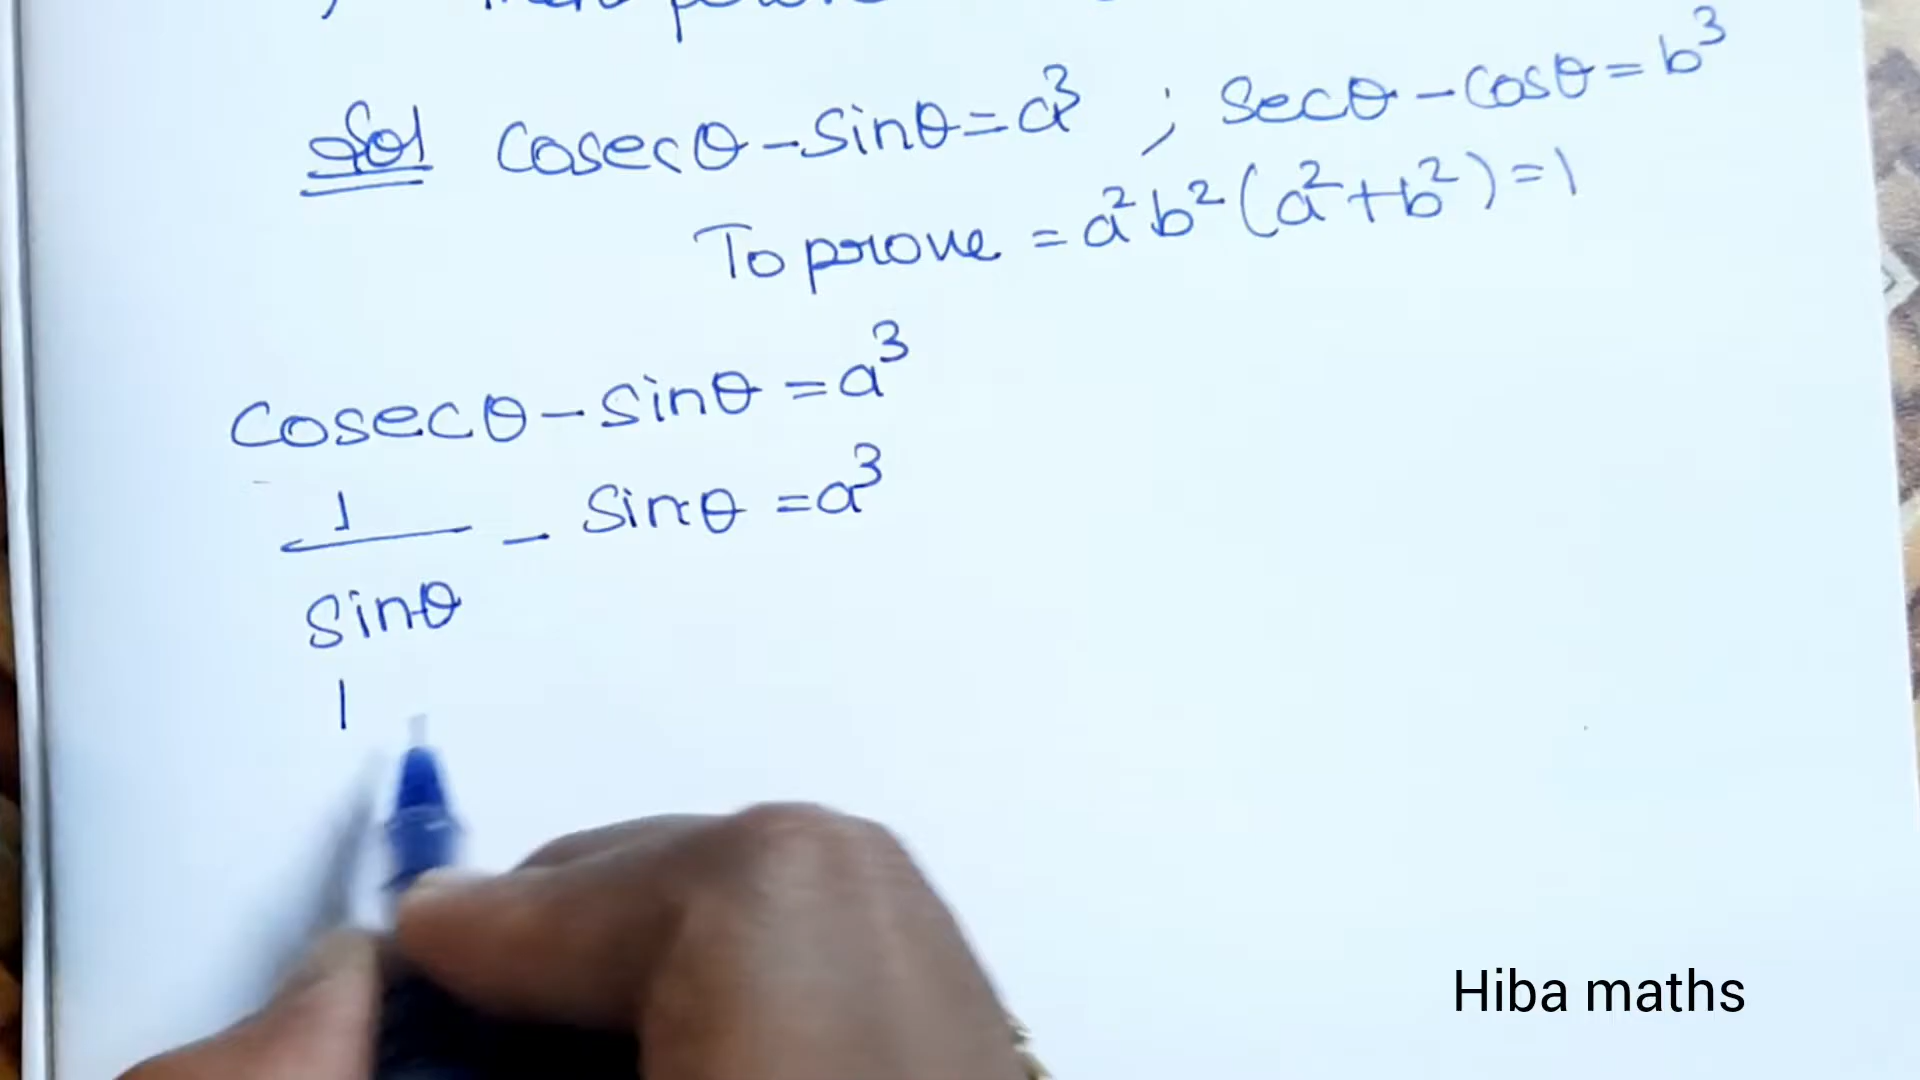 Sol cosecθ - sinθ = a³ ; secθ - cosθ = b³
To prove = a²b²(a²+b²) = 1
cosecθ - sinθ = a³
1/sinθ - sinθ = a³
1
Hiba maths